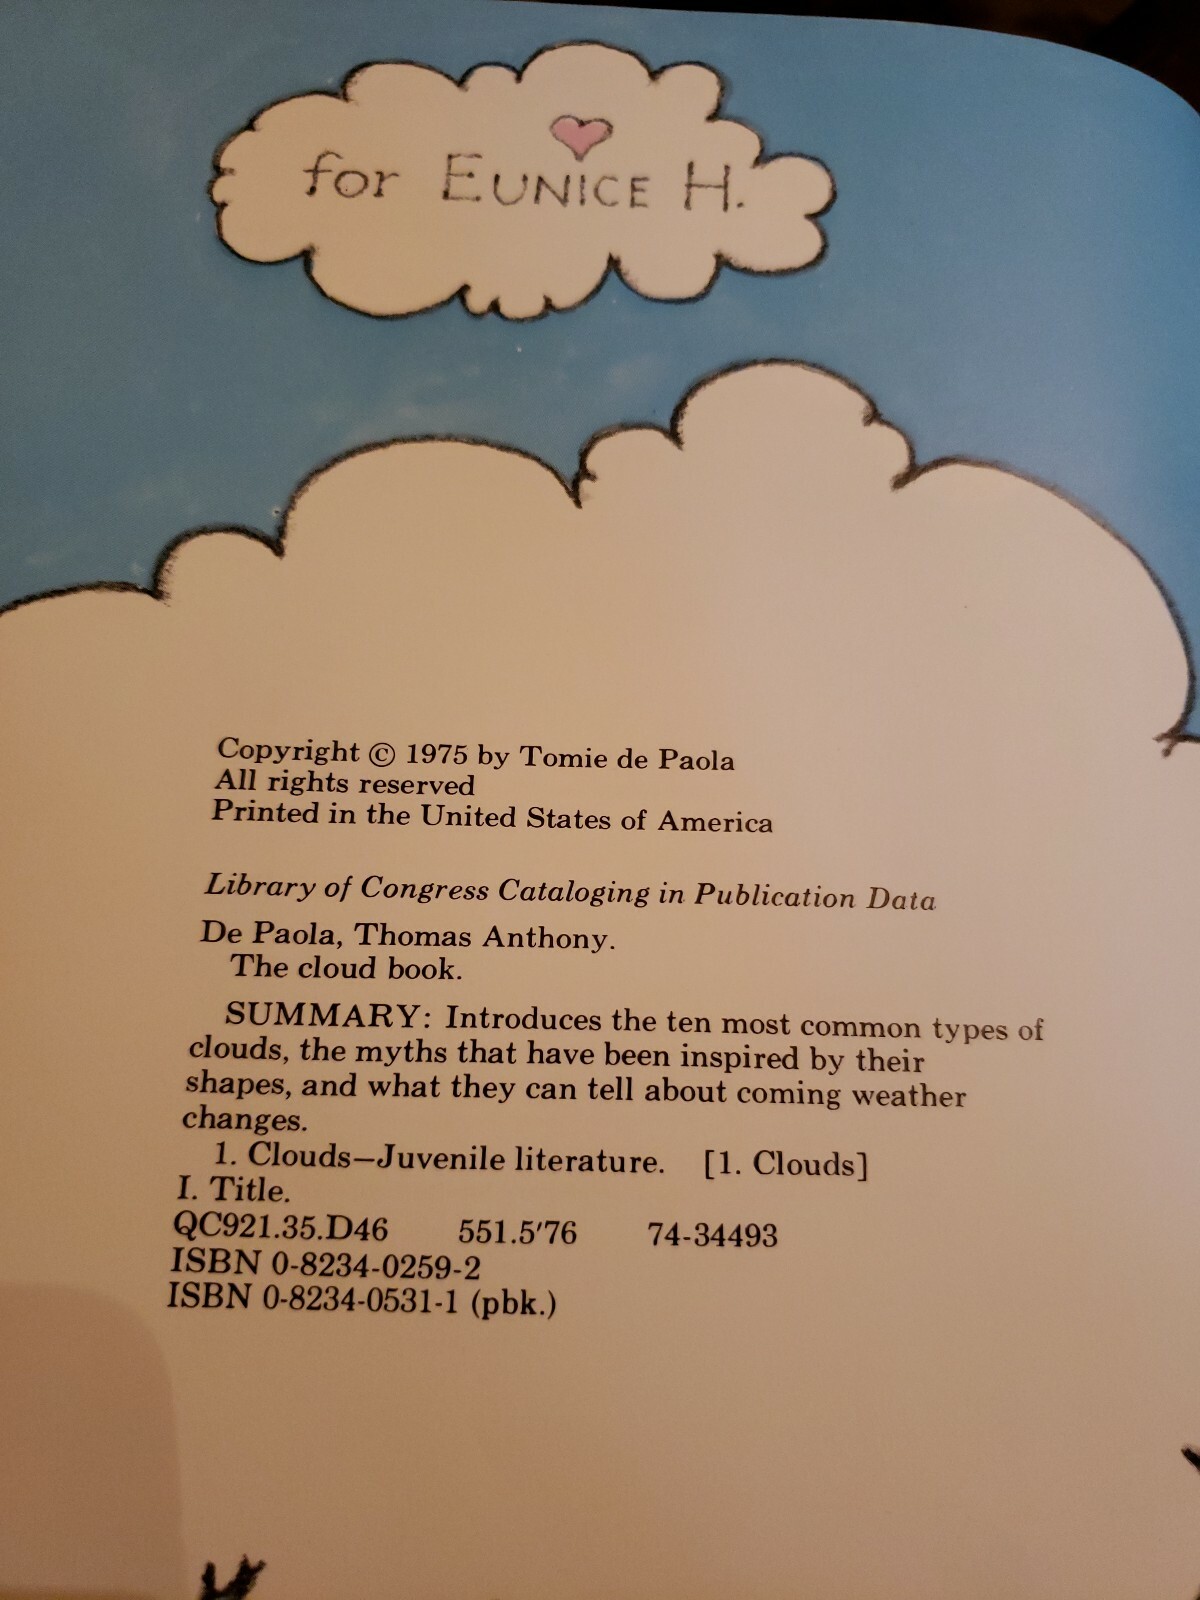 for EUNICE H.
Copyright © 1975 by Tomie de Paola
All rights reserved
Printed in the United States of America
Library of Congress Cataloging in Publication Data
De Paola, Thomas Anthony.
The cloud book.
SUMMARY: Introduces the ten most common types of
clouds, the myths that have been inspired by their
shapes, and what they can tell about coming weather
changes.
1. Clouds—Juvenile literature. [1. Clouds]
I. Title.
QC921.35.D46 551.5'76 74-34493
ISBN 0-8234-0259-2
ISBN 0-8234-0531-1 (pbk.)